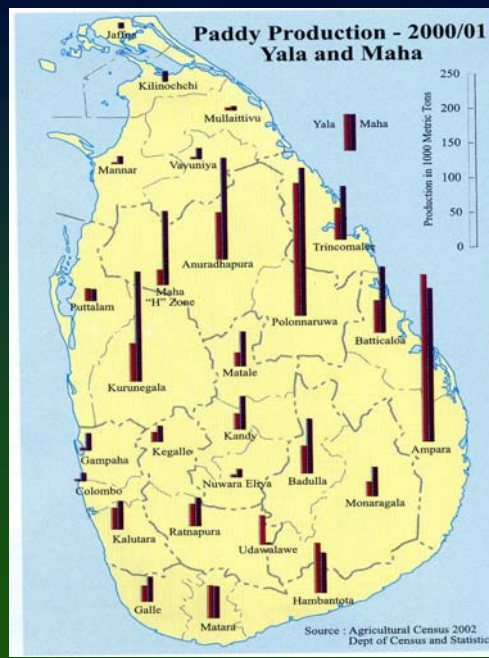 Paddy Production - 2000/01
Yala and Maha
Jaffna
Kilinochchi
Mullaittivu
Yala Maha
250
200
150
100
50
0
Production in 1000 Metric Tons
Mannar
Vavuniya
Trincomalee
Anuradhapura
Maha
"H" Zone
Puttalam
Polonnaruwa
Batticaloa
Kurunegala
Matale
Kandy
Kegalle
Ampara
Gampaha
Nuwara Eliya
Badulla
Colombo
Monaragala
Kalutara
Ratnapura
Udawalawe
Galle
Matara
Hambantota
Source : Agricultural Census 2002
Dept of Census and Statistic